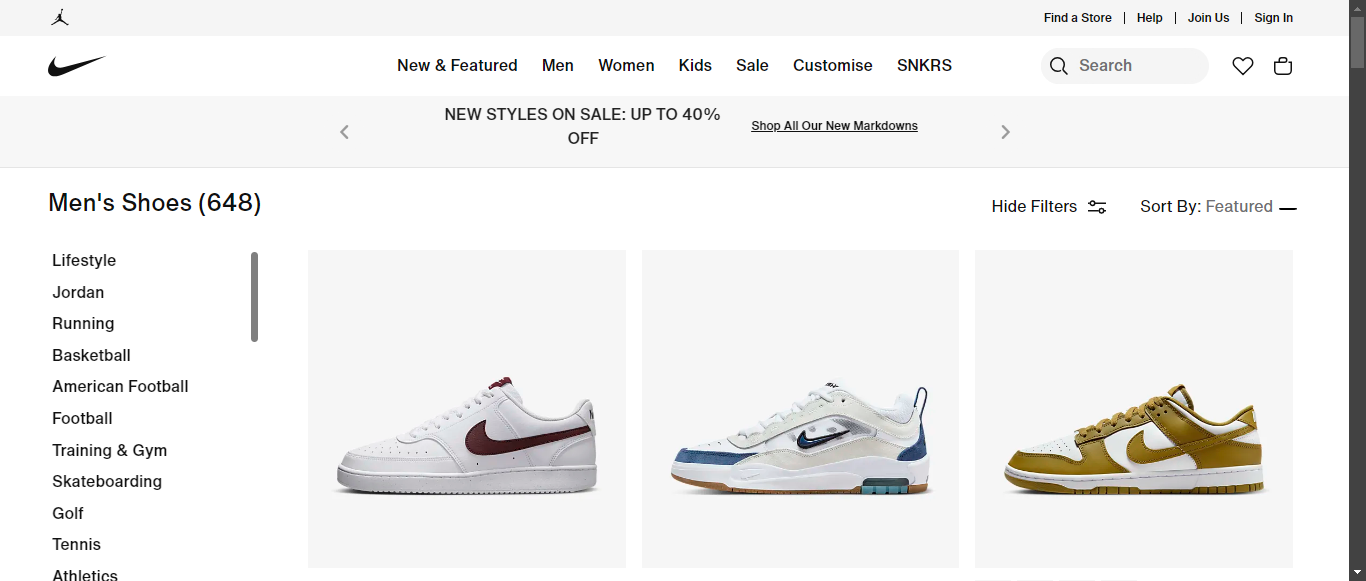 Find a Store
Help
Join Us
Sign In
New & Featured
Men
Women
Kids
Sale
Customise
SNKRS
Search
NEW STYLES ON SALE: UP TO 40%
OFF
Shop All Our New Markdowns
Men's Shoes (648)
Hide Filters
Sort By: Featured
Lifestyle
Jordan
Running
Basketball
American Football
Football
Training & Gym
Skateboarding
Golf
Tennis
Athletics